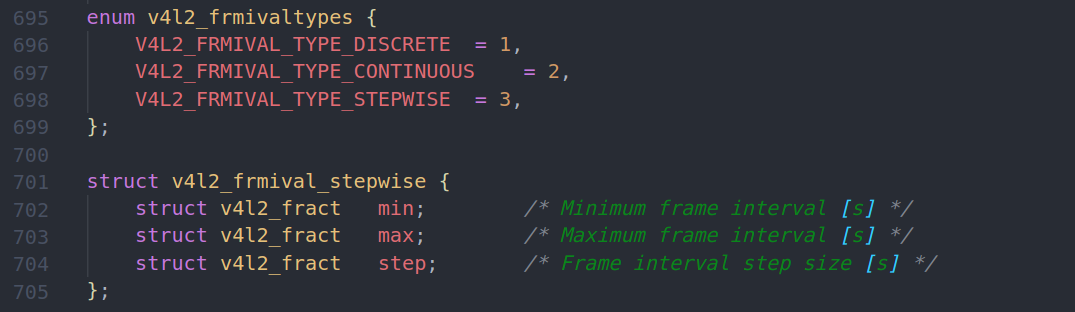 695 enum v4l2_frmivaltypes {
696     V4L2_FRMIVAL_TYPE_DISCRETE  = 1,
697     V4L2_FRMIVAL_TYPE_CONTINUOUS    = 2,
698     V4L2_FRMIVAL_TYPE_STEPWISE  = 3,
699 };
700
701 struct v4l2_frmival_stepwise {
702     struct v4l2_fract   min;        /* Minimum frame interval [s] */
703     struct v4l2_fract   max;        /* Maximum frame interval [s] */
704     struct v4l2_fract   step;       /* Frame interval step size [s] */
705 };